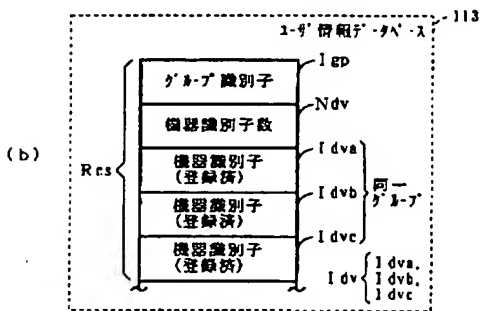 113
ユーザ情報データベース
Igp
グループ識別子
Ndv
機器識別子数
(b)
Rcs
Idva
機器識別子
(登録済)
Idvb
機器識別子
(登録済)
同一
グループ
Idvc
機器識別子
(登録済)
Idv
Idva,
Idvb,
Idvc